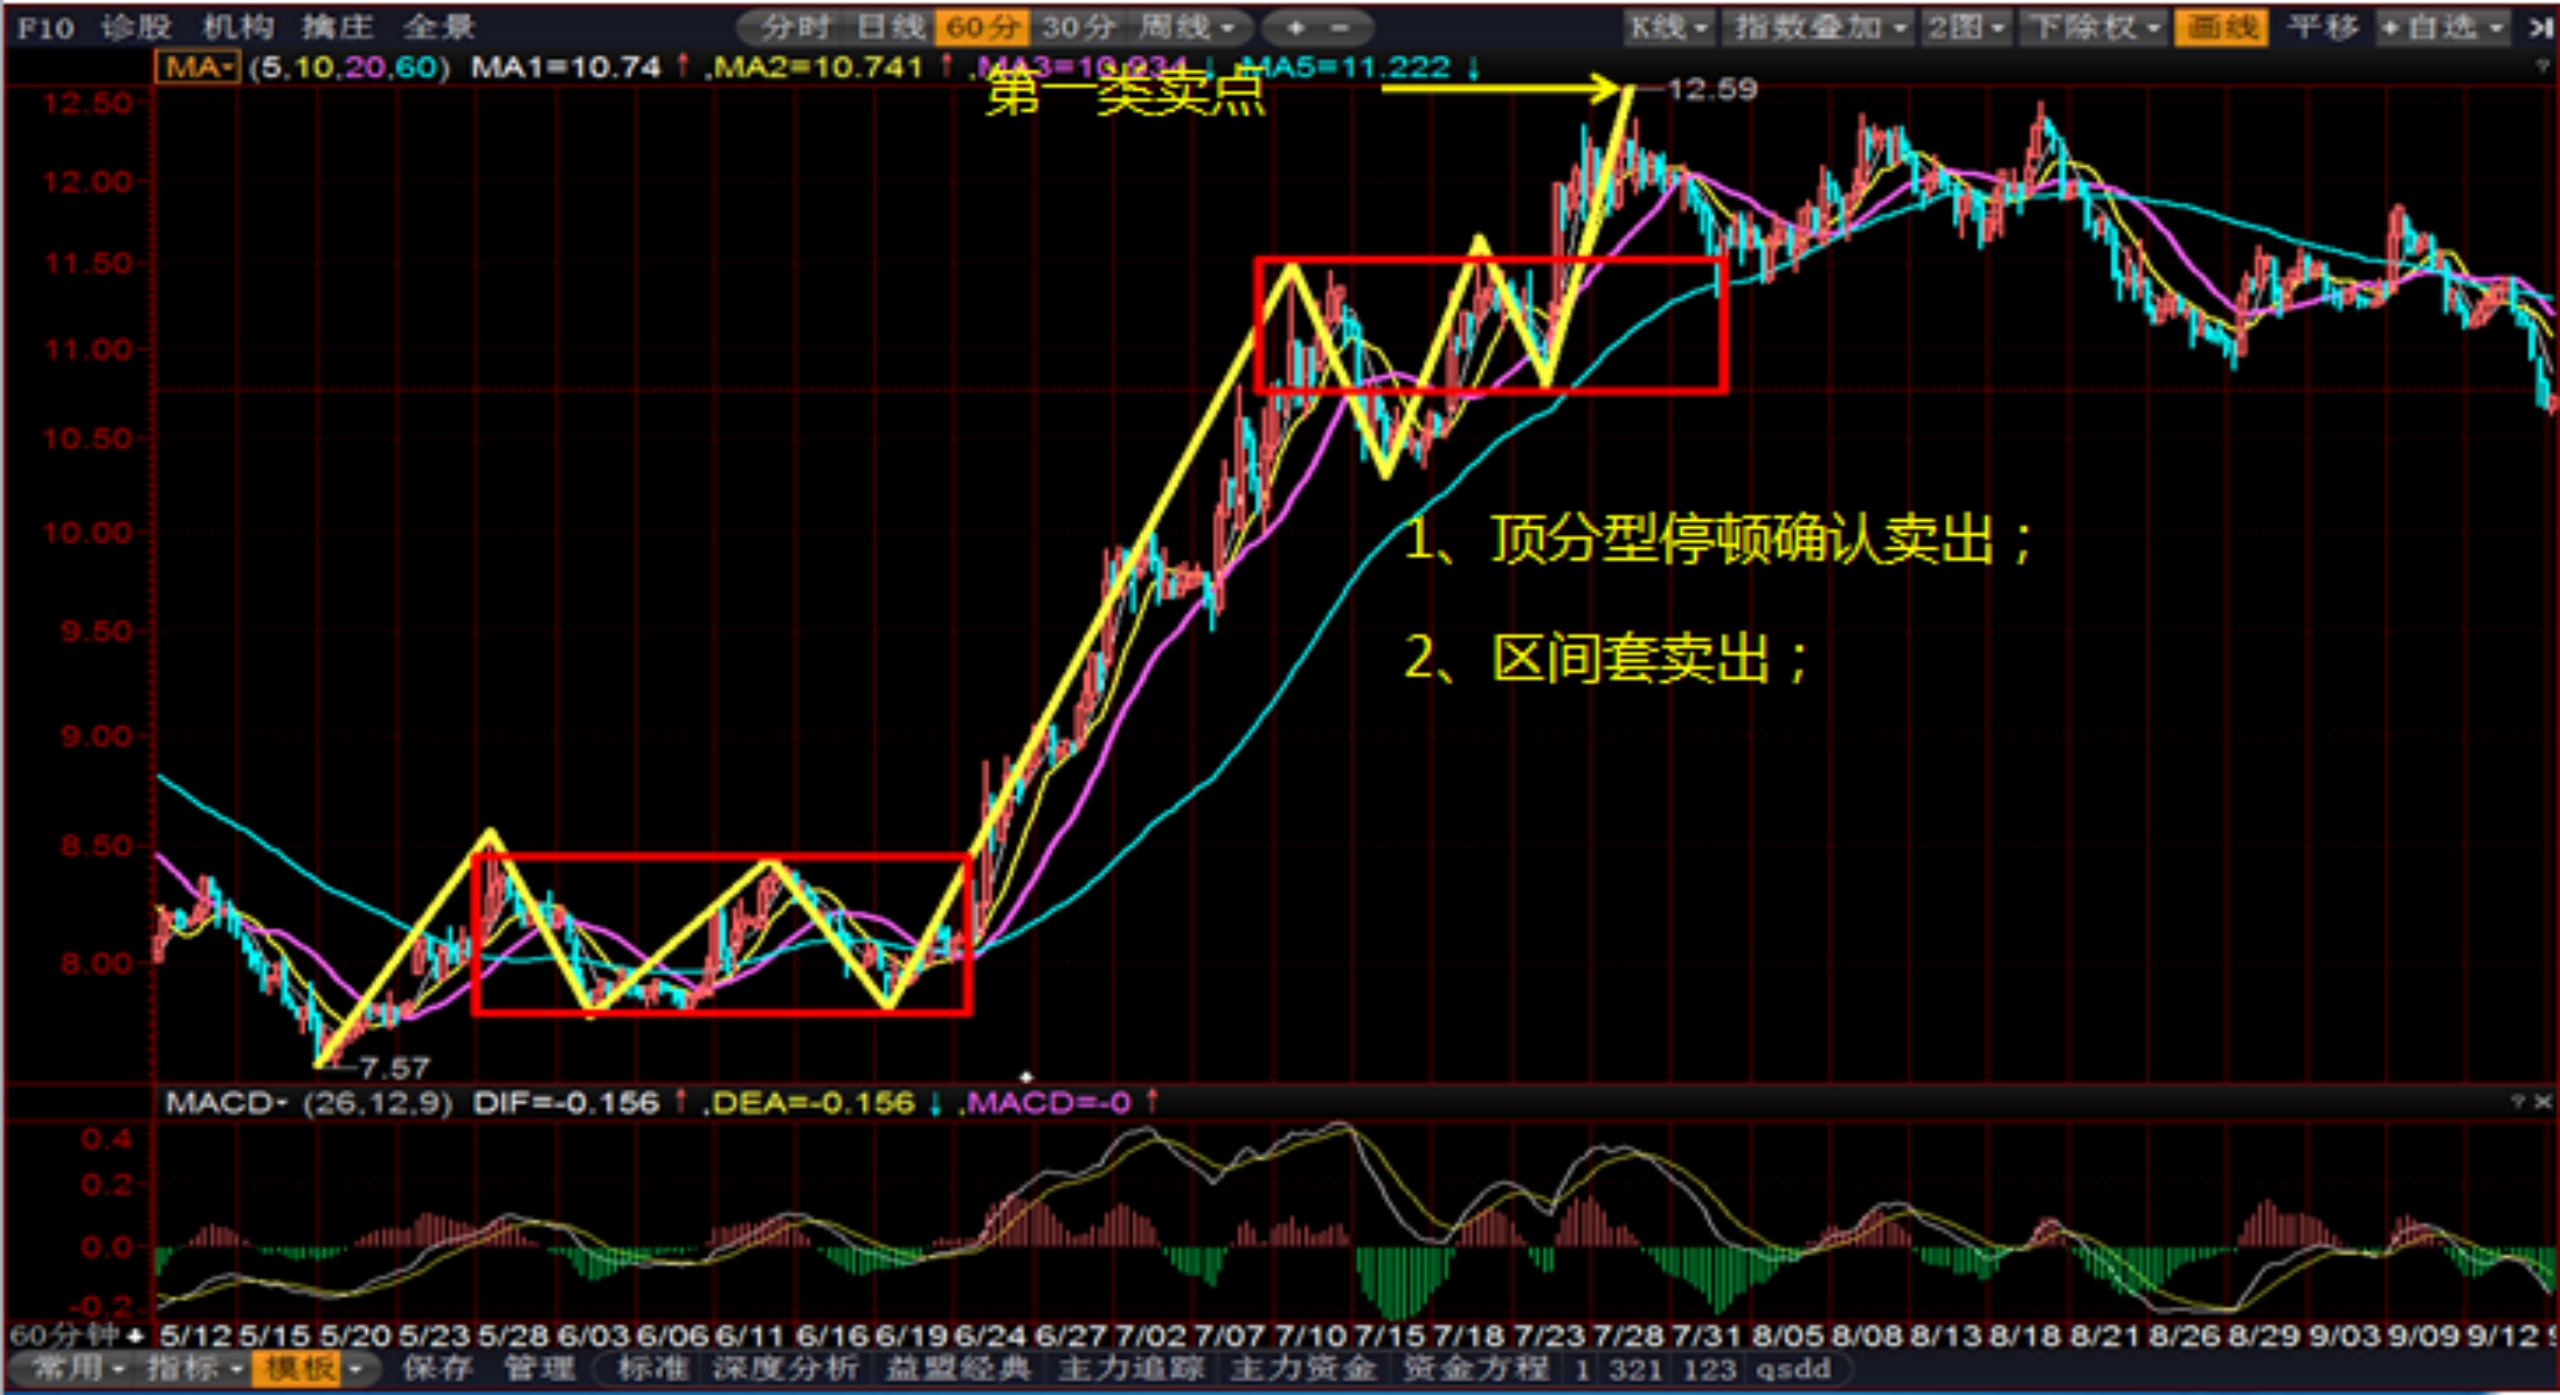 F10 诊股 机构 擒庄 全景 分时 日线 60分 30分 周线 + - K线 指数叠加 2图 下除权 画线 平移 +自选
MA (5,10,20,60) MA1=10.74 ↑ ,MA2=10.741 ↑ ,MA3=10.934 ↓ MA5=11.222 ↓
第一类卖点
12.59
12.50
12.00
11.50
11.00
10.50
10.00
1、顶分型停顿确认卖出；
9.50
2、区间套卖出；
9.00
8.50
8.00
7.57
MACD (26,12,9) DIF=-0.156 ↑ ,DEA=-0.156 ↓ ,MACD=-0 ↑
0.4
0.2
0.0
-0.2
60分钟 5/12 5/15 5/20 5/23 5/28 6/03 6/06 6/11 6/16 6/19 6/24 6/27 7/02 7/07 7/10 7/15 7/18 7/23 7/28 7/31 8/05 8/08 8/13 8/18 8/21 8/26 8/29 9/03 9/09 9/12
常用 指标 模板 保存 管理 标准 深度分析 益盟经典 主力追踪 主力资金 资金方程 1 321 123 qsdd